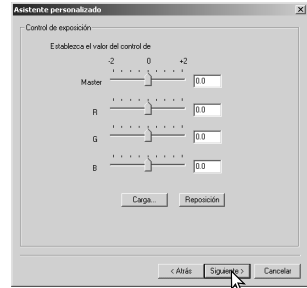 Asistente personalizado
Control de exposición
Establezca el valor del control de
-2 0 +2
Master 0.0
R 0.0
G 0.0
B 0.0
Carga... Reposición
< Atrás Siguiente > Cancelar